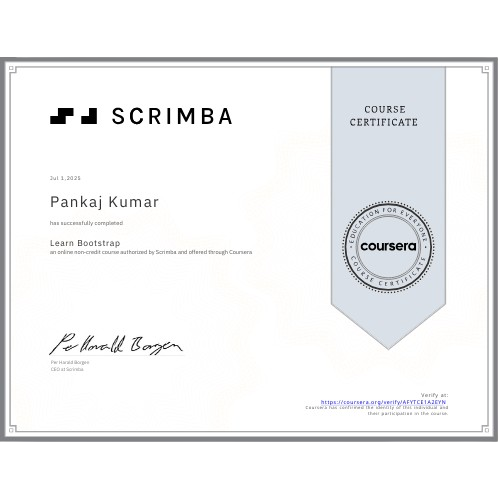 SCRIMBA
COURSE
CERTIFICATE
Jul 1,2025
Pankaj Kumar
has successfully completed
Learn Bootstrap
an online non-credit course authorized by Scrimba and offered through Coursera
EDUCATION FOR EVERYONE
coursera
COURSE CERTIFICATE
Per Harald Borgen
Per Harald Borgen
CEO at Scrimba
Verify at:
https://coursera.org/verify/AFYTCE1A2EYN
Coursera has confirmed the identity of this individual and
their participation in the course.